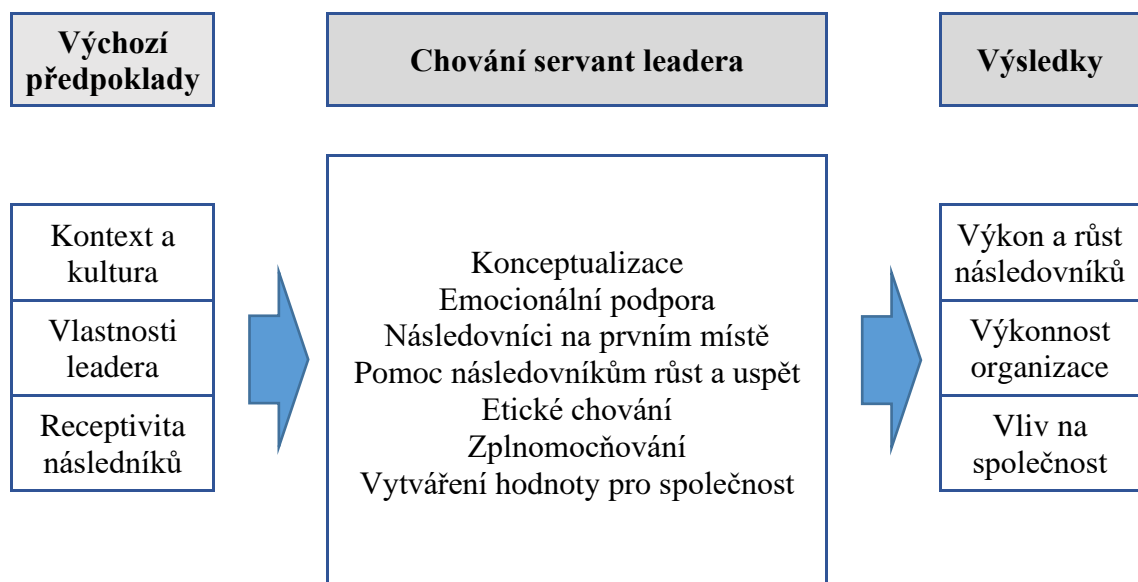 Výchozí
předpoklady
Chování servant leadera
Výsledky
Kontext a
kultura
Vlastnosti
leadera
Receptivita
následníků
Konceptualizace
Emocionální podpora
Následovníci na prvním místě
Pomoc následovníkům růst a uspět
Etické chování
Zplnomocňování
Vytváření hodnoty pro společnost
Výkon a růst
následovníků
Výkonnost
organizace
Vliv na
společnost